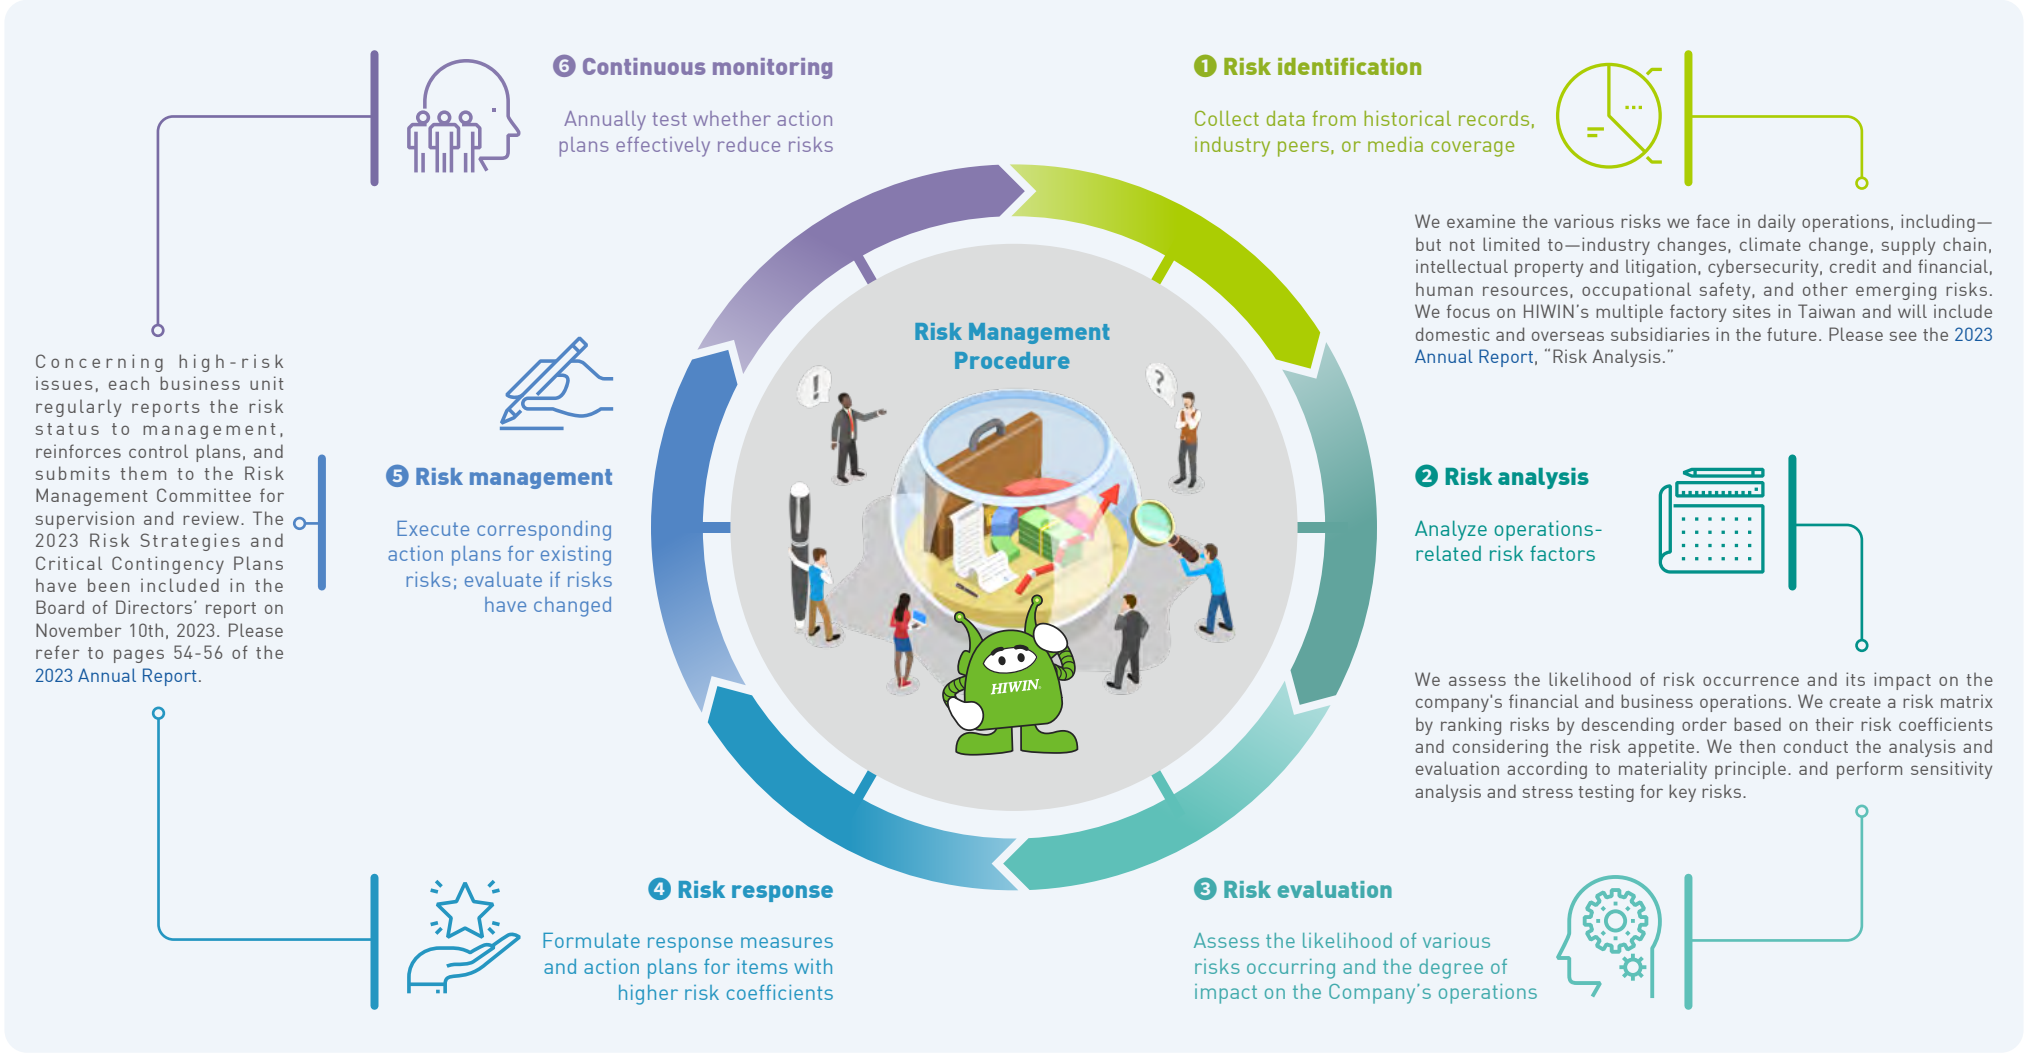 Risk Management
Procedure
!
?
HIWIN®
❶ Risk identification
Collect data from historical records,
industry peers, or media coverage
We examine the various risks we face in daily operations, including—
but not limited to—industry changes, climate change, supply chain,
intellectual property and litigation, cybersecurity, credit and financial,
human resources, occupational safety, and other emerging risks.
We focus on HIWIN's multiple factory sites in Taiwan and will include
domestic and overseas subsidiaries in the future. Please see the 2023
Annual Report, “Risk Analysis.”
❷ Risk analysis
Analyze operations-
related risk factors
We assess the likelihood of risk occurrence and its impact on the
company's financial and business operations. We create a risk matrix
by ranking risks by descending order based on their risk coefficients
and considering the risk appetite. We then conduct the analysis and
evaluation according to materiality principle. and perform sensitivity
analysis and stress testing for key risks.
❸ Risk evaluation
Assess the likelihood of various
risks occurring and the degree of
impact on the Company's operations
❹ Risk response
Formulate response measures
and action plans for items with
higher risk coefficients
❺ Risk management
Execute corresponding
action plans for existing
risks; evaluate if risks
have changed
❻ Continuous monitoring
Annually test whether action
plans effectively reduce risks
Concerning high-risk
issues, each business unit
regularly reports the risk
status to management,
reinforces control plans, and
submits them to the Risk
Management Committee for
supervision and review. The
2023 Risk Strategies and
Critical Contingency Plans
have been included in the
Board of Directors’ report on
November 10th, 2023. Please
refer to pages 54-56 of the
2023 Annual Report.